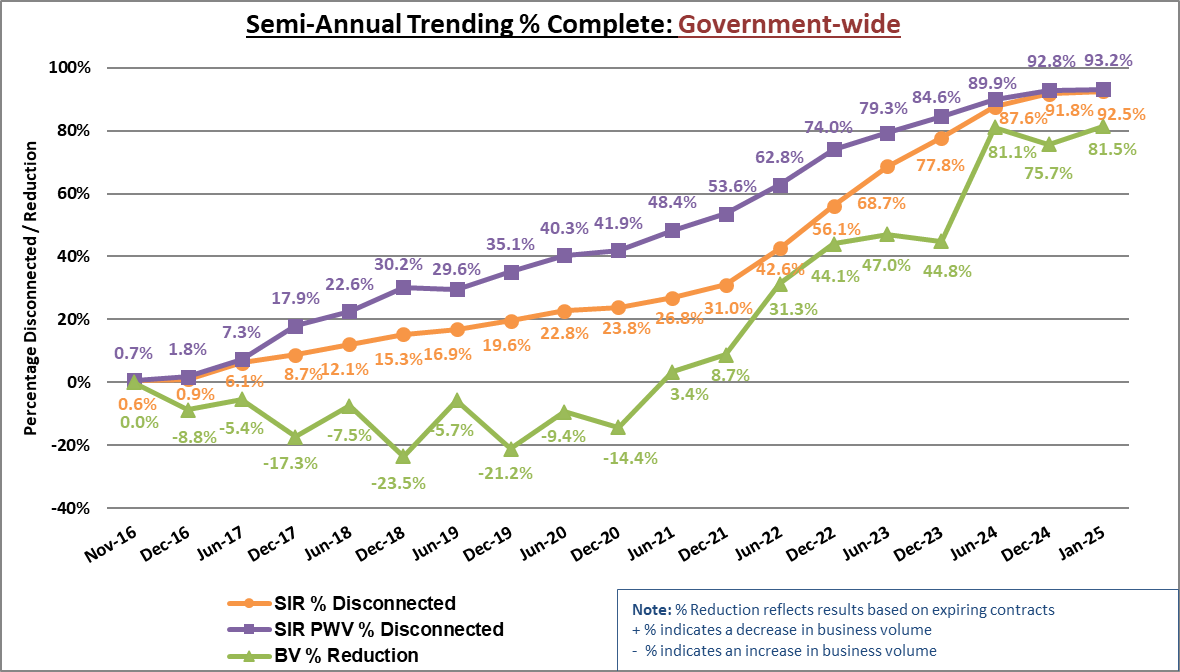 Semi-Annual Trending % Complete: Government-wide
Percentage Disconnected / Reduction
100%
80%
60%
40%
20%
0%
-20%
-40%
0.7%
1.8%
7.3%
17.9%
22.6%
30.2%
29.6%
35.1%
40.3%
41.9%
48.4%
53.6%
62.8%
74.0%
79.3%
84.6%
89.9%
92.8%
93.2%
0.6%
0.9%
6.1%
8.7%
12.1%
15.3%
16.9%
19.6%
22.8%
23.8%
26.8%
31.0%
42.6%
56.1%
68.7%
77.8%
87.6%
91.8%
92.5%
0.0%
-8.8%
-5.4%
-17.3%
-7.5%
-23.5%
-5.7%
-21.2%
-9.4%
-14.4%
3.4%
8.7%
31.3%
44.1%
47.0%
44.8%
81.1%
75.7%
81.5%
Nov-16
Dec-16
Jun-17
Dec-17
Jun-18
Dec-18
Jun-19
Dec-19
Jun-20
Dec-20
Jun-21
Dec-21
Jun-22
Dec-22
Jun-23
Dec-23
Jun-24
Dec-24
Jan-25
SIR % Disconnected
SIR PWV % Disconnected
BV % Reduction
Note: % Reduction reflects results based on expiring contracts
+ % indicates a decrease in business volume
- % indicates an increase in business volume